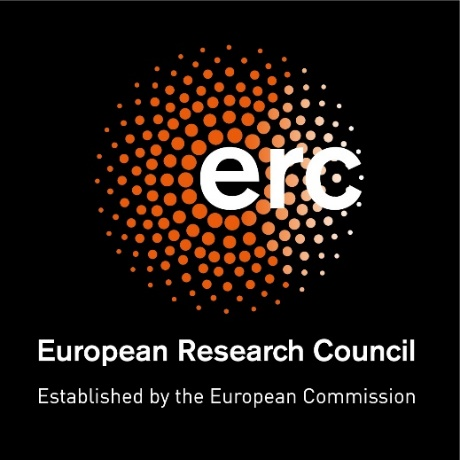 erc
European Research Council
Established by the European Commission